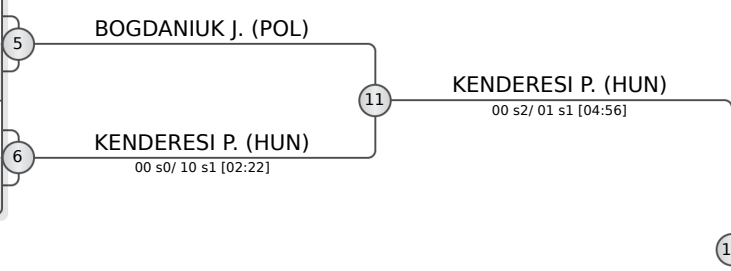 BOGDANIUK J. (POL)
5
11
KENDERESI P. (HUN)
00 s2/ 01 s1 [04:56]
KENDERESI P. (HUN)
6
00 s0/ 10 s1 [02:22]